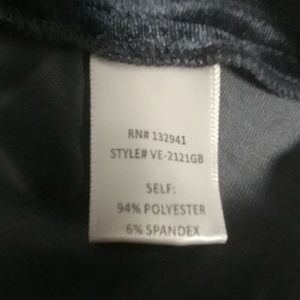 RN# 132941
STYLE# VE-2121GB
SELF:
94% POLYESTER
6% SPANDEX